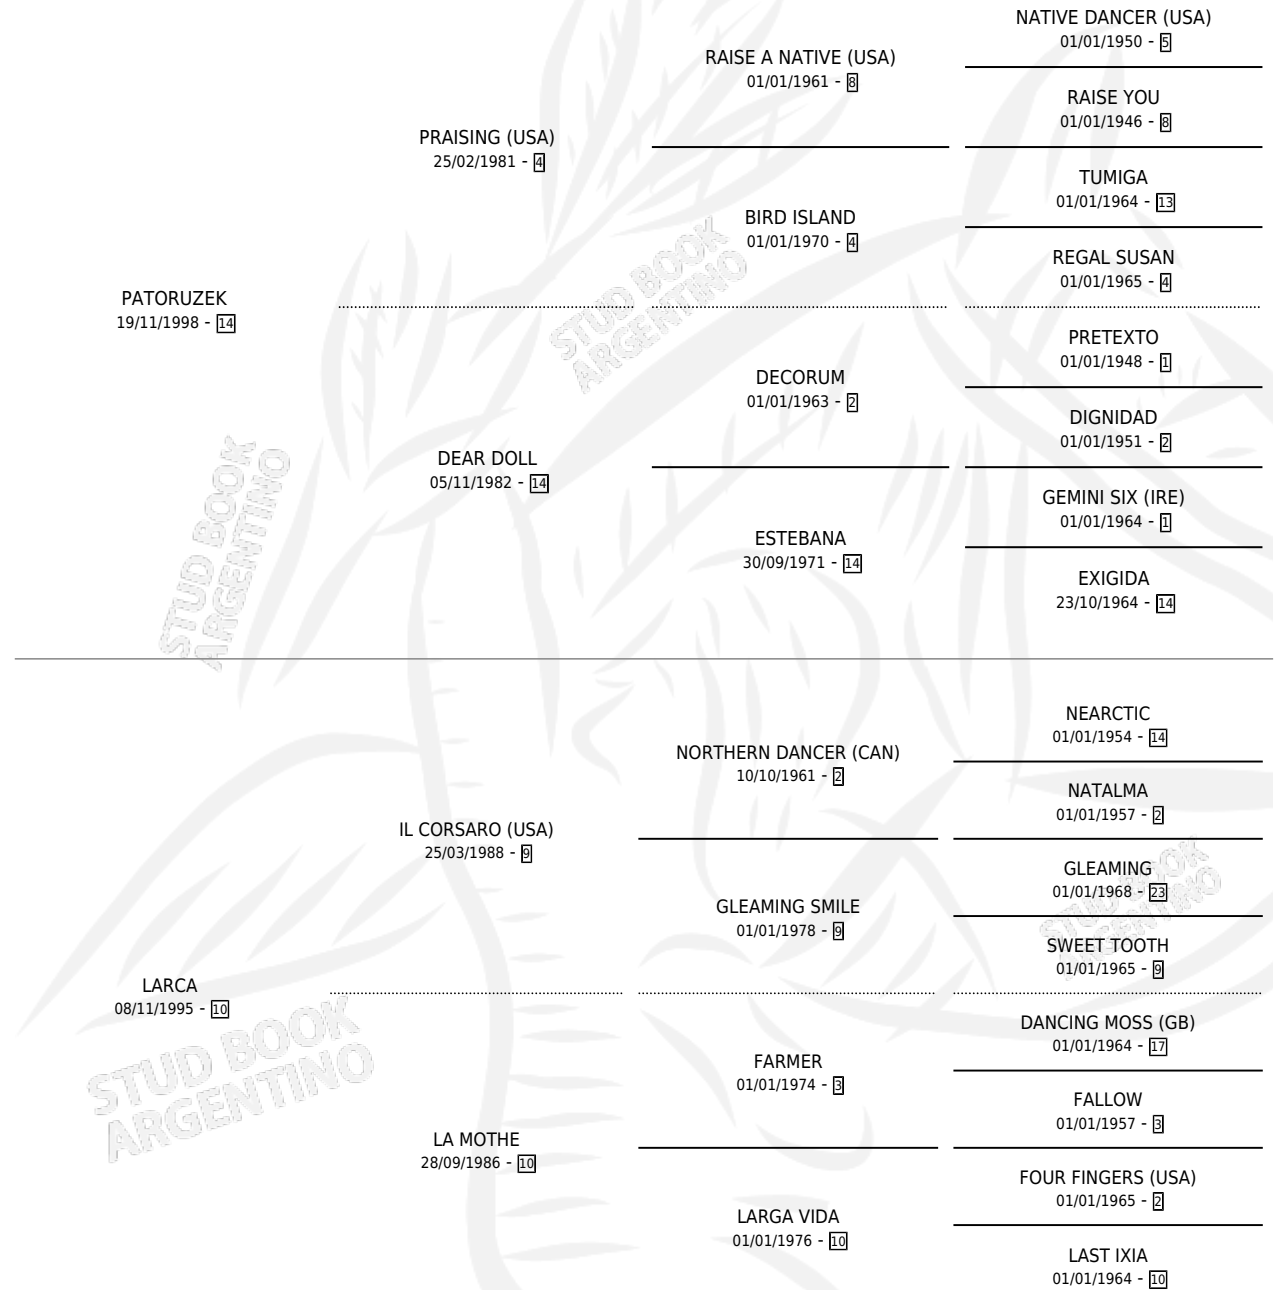 NATIVE DANCER (USA)
01/01/1950 - 5
RAISE A NATIVE (USA)
01/01/1961 - 8
RAISE YOU
01/01/1946 - 8
PRAISING (USA)
25/02/1981 - 4
TUMIGA
01/01/1964 - 13
BIRD ISLAND
01/01/1970 - 4
REGAL SUSAN
01/01/1965 - 4
PATORUZEK
19/11/1998 - 14
PRETEXTO
01/01/1948 - 1
DECORUM
01/01/1963 - 2
DIGNIDAD
01/01/1951 - 2
DEAR DOLL
05/11/1982 - 14
GEMINI SIX (IRE)
01/01/1964 - 1
ESTEBANA
30/09/1971 - 14
EXIGIDA
23/10/1964 - 14
NEARCTIC
01/01/1954 - 14
NORTHERN DANCER (CAN)
10/10/1961 - 2
NATALMA
01/01/1957 - 2
IL CORSARO (USA)
25/03/1988 - 9
GLEAMING
01/01/1968 - 23
GLEAMING SMILE
01/01/1978 - 9
SWEET TOOTH
01/01/1965 - 9
LARCA
08/11/1995 - 10
DANCING MOSS (GB)
01/01/1964 - 17
FARMER
01/01/1974 - 3
FALLOW
01/01/1957 - 3
LA MOTHE
28/09/1986 - 10
FOUR FINGERS (USA)
01/01/1965 - 2
LARGA VIDA
01/01/1976 - 10
LAST IXIA
01/01/1964 - 10
STUD BOOK
ARGENTINO
STUD BOOK
ARGENTINO
STUD BOOK
ARGENTINO
STUD BOOK
ARGENTINO